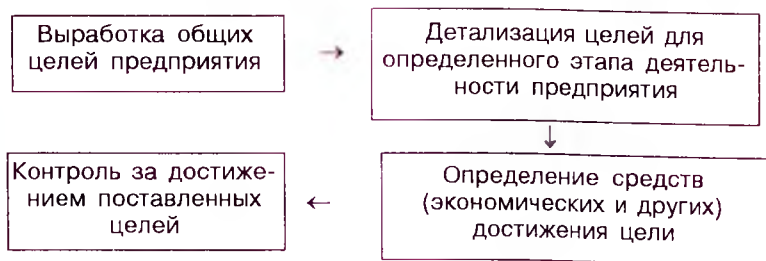 Выработка общих
целей предприятия
→
Детализация целей для
определенного этапа деятель-
ности предприятия
↓
Определение средств
(экономических и других)
достижения цели
←
Контроль за достиже-
нием поставленных
целей